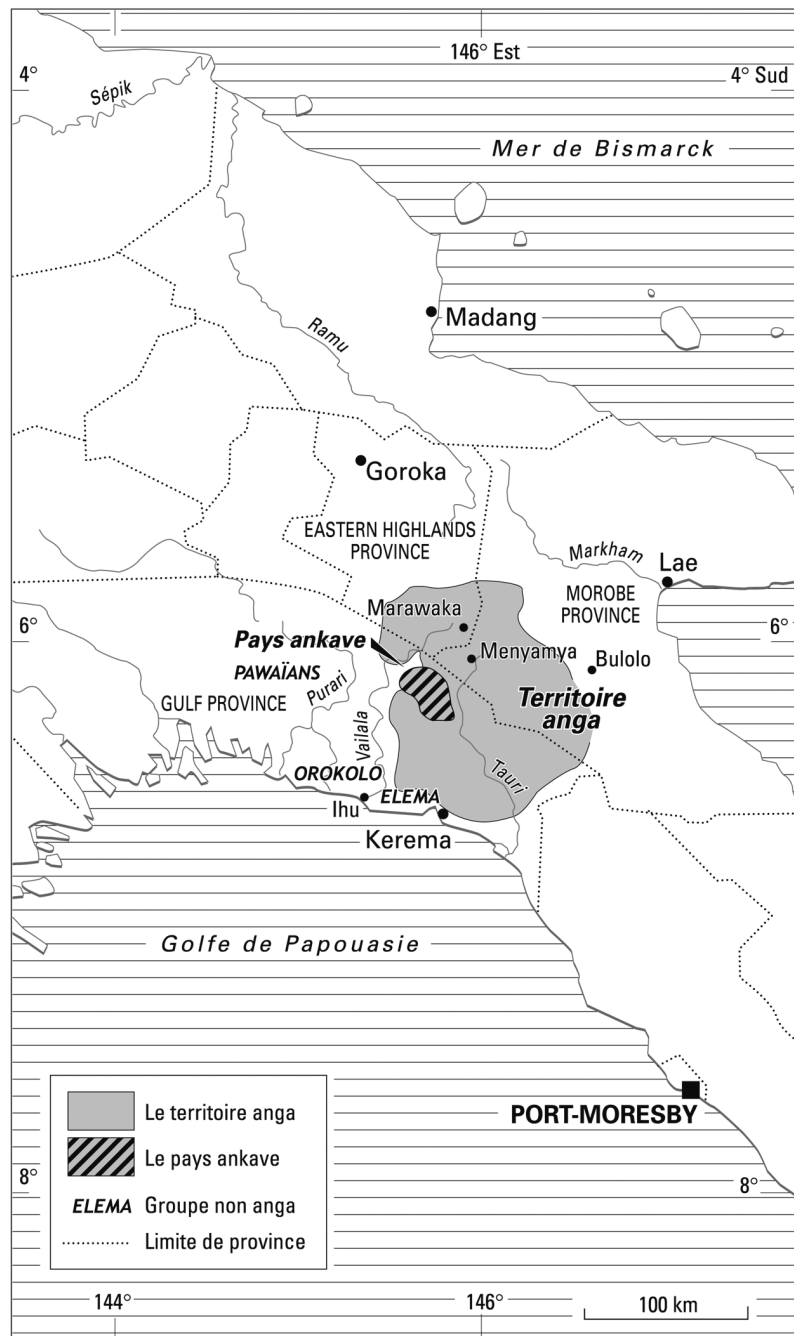 146° Est
4°
4° Sud
Sépik
Mer de Bismarck
Madang
Ramu
Goroka
EASTERN HIGHLANDS
PROVINCE
Markham
Lae
MOROBE
PROVINCE
Marawaka
6°
6°
Pays ankave
Menyamya
Bulolo
PAWAÏANS
Purari
GULF PROVINCE
Territoire
anga
Vailala
Tauri
OROKOLO
ELEMA
Ihu
Kerema
Golfe de Papouasie
PORT-MORESBY
Le territoire anga
Le pays ankave
ELEMA Groupe non anga
Limite de province
8°
8°
144°
146°
100 km